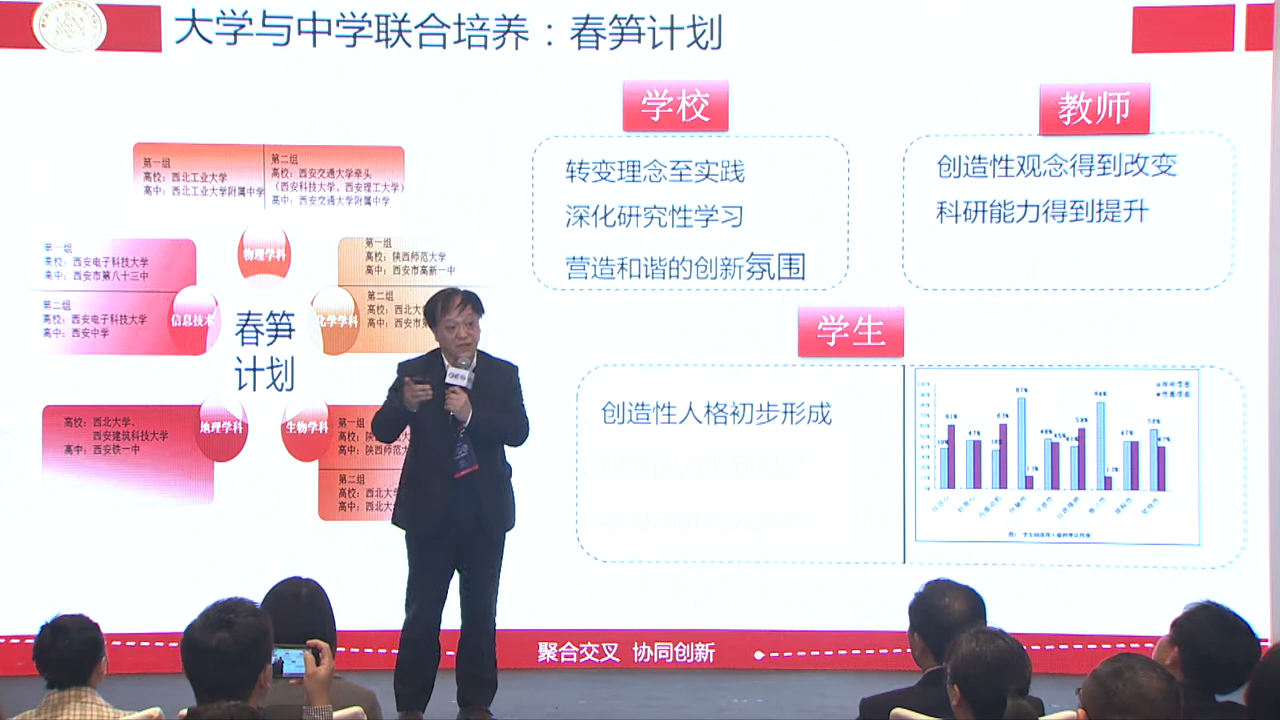 大学与中学联合培养：春笋计划
第一组
高校：西北工业大学
高中：西北工业大学附属中学
第二组
高校：西安交通大学牵头
（西安科技大学、西安理工大学）
高中：西安交通大学附属中学
物理学科
第一组
高校：西安电子科技大学
高中：西安市第八十三中
第二组
高校：西安电子科技大学
高中：西安中学
信息技术
第一组
高校：陕西师范大学
高中：西安市高新一中
第二组
高校：西北大
高中：西安市
化学学科
春笋
计划
高校：西北大学、
西安建筑科技大学
高中：西安铁一中
地理学科
生物学科
第一组
高校：陕
高中：陕西师范大
第二组
高校：西北大
高中：西北大
学校
转变理念至实践
深化研究性学习
营造和谐的创新氛围
教师
创造性观念得到改变
科研能力得到提升
学生
创造性人格初步形成
61%
47%
67%
87%
48%
45%
59%
47%
58%
聚合交叉 协同创新